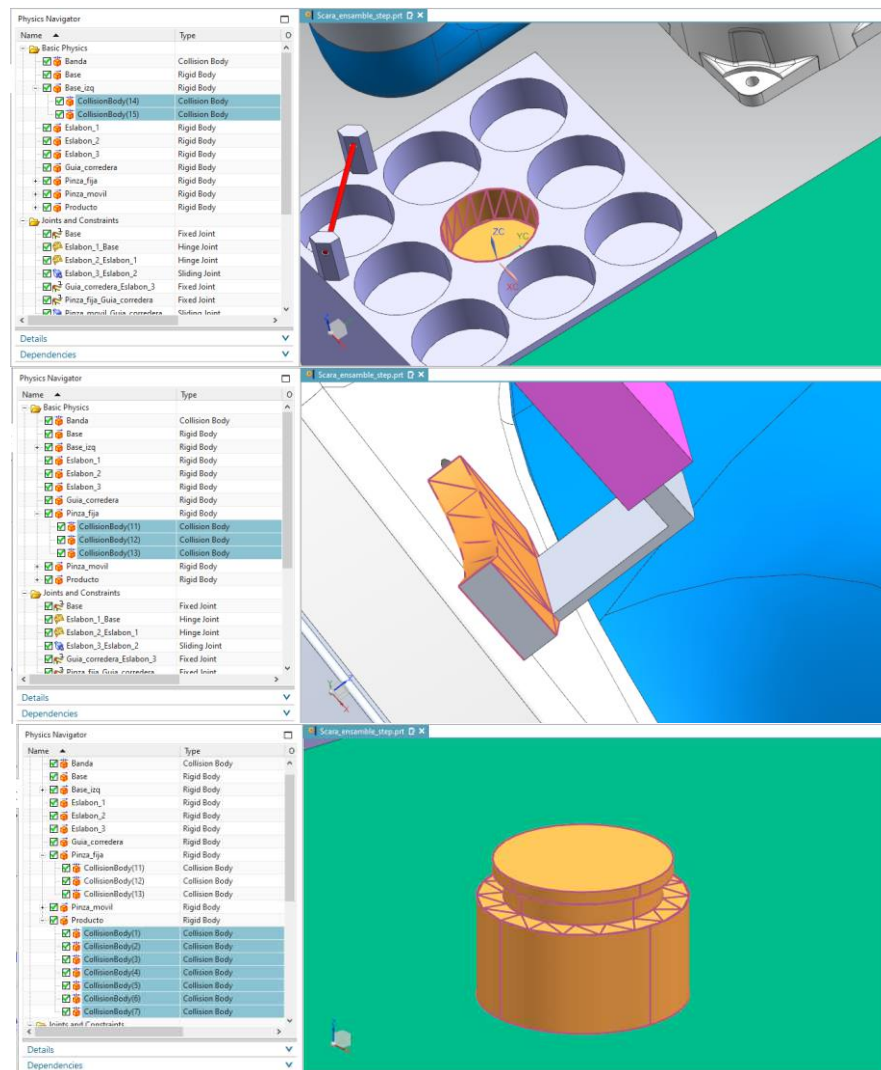 Physics Navigator
Scara_ensamble_step.prt
Name Type O
Basic Physics
Banda Collision Body
Base Rigid Body
Base_izq Rigid Body
CollisionBody(14) Collision Body
CollisionBody(15) Collision Body
Eslabon_1 Rigid Body
Eslabon_2 Rigid Body
Eslabon_3 Rigid Body
Guia_corredera Rigid Body
Pinza_fija Rigid Body
Pinza_movil Rigid Body
Producto Rigid Body
Joints and Constraints
Base Fixed Joint
Eslabon_1_Base Hinge Joint
Eslabon_2_Eslabon_1 Hinge Joint
Eslabon_3_Eslabon_2 Sliding Joint
Guia_corredera_Eslabon_3 Fixed Joint
Pinza_fija_Guia_corredera Fixed Joint
Pinza_movil_Guia_corredera Sliding Joint
Details
Dependencies
ZC
YC
XC
Physics Navigator
Scara_ensamble_step.prt
Name Type O
Basic Physics
Banda Collision Body
Base Rigid Body
Base_izq Rigid Body
Eslabon_1 Rigid Body
Eslabon_2 Rigid Body
Eslabon_3 Rigid Body
Guia_corredera Rigid Body
Pinza_fija Rigid Body
CollisionBody(11) Collision Body
CollisionBody(12) Collision Body
CollisionBody(13) Collision Body
Pinza_movil Rigid Body
Producto Rigid Body
Joints and Constraints
Base Fixed Joint
Eslabon_1_Base Hinge Joint
Eslabon_2_Eslabon_1 Hinge Joint
Eslabon_3_Eslabon_2 Sliding Joint
Guia_corredera_Eslabon_3 Fixed Joint
Pinza_fija_Guia_corredera Fixed Joint
Details
Dependencies
Physics Navigator
Scara_ensamble_step.prt
Name Type O
Banda Collision Body
Base Rigid Body
Base_izq Rigid Body
Eslabon_1 Rigid Body
Eslabon_2 Rigid Body
Eslabon_3 Rigid Body
Guia_corredera Rigid Body
Pinza_fija Rigid Body
CollisionBody(11) Collision Body
CollisionBody(12) Collision Body
CollisionBody(13) Collision Body
Pinza_movil Rigid Body
Producto Rigid Body
CollisionBody(1) Collision Body
CollisionBody(2) Collision Body
CollisionBody(3) Collision Body
CollisionBody(4) Collision Body
CollisionBody(5) Collision Body
CollisionBody(6) Collision Body
CollisionBody(7) Collision Body
Joints and Constraints
Details
Dependencies